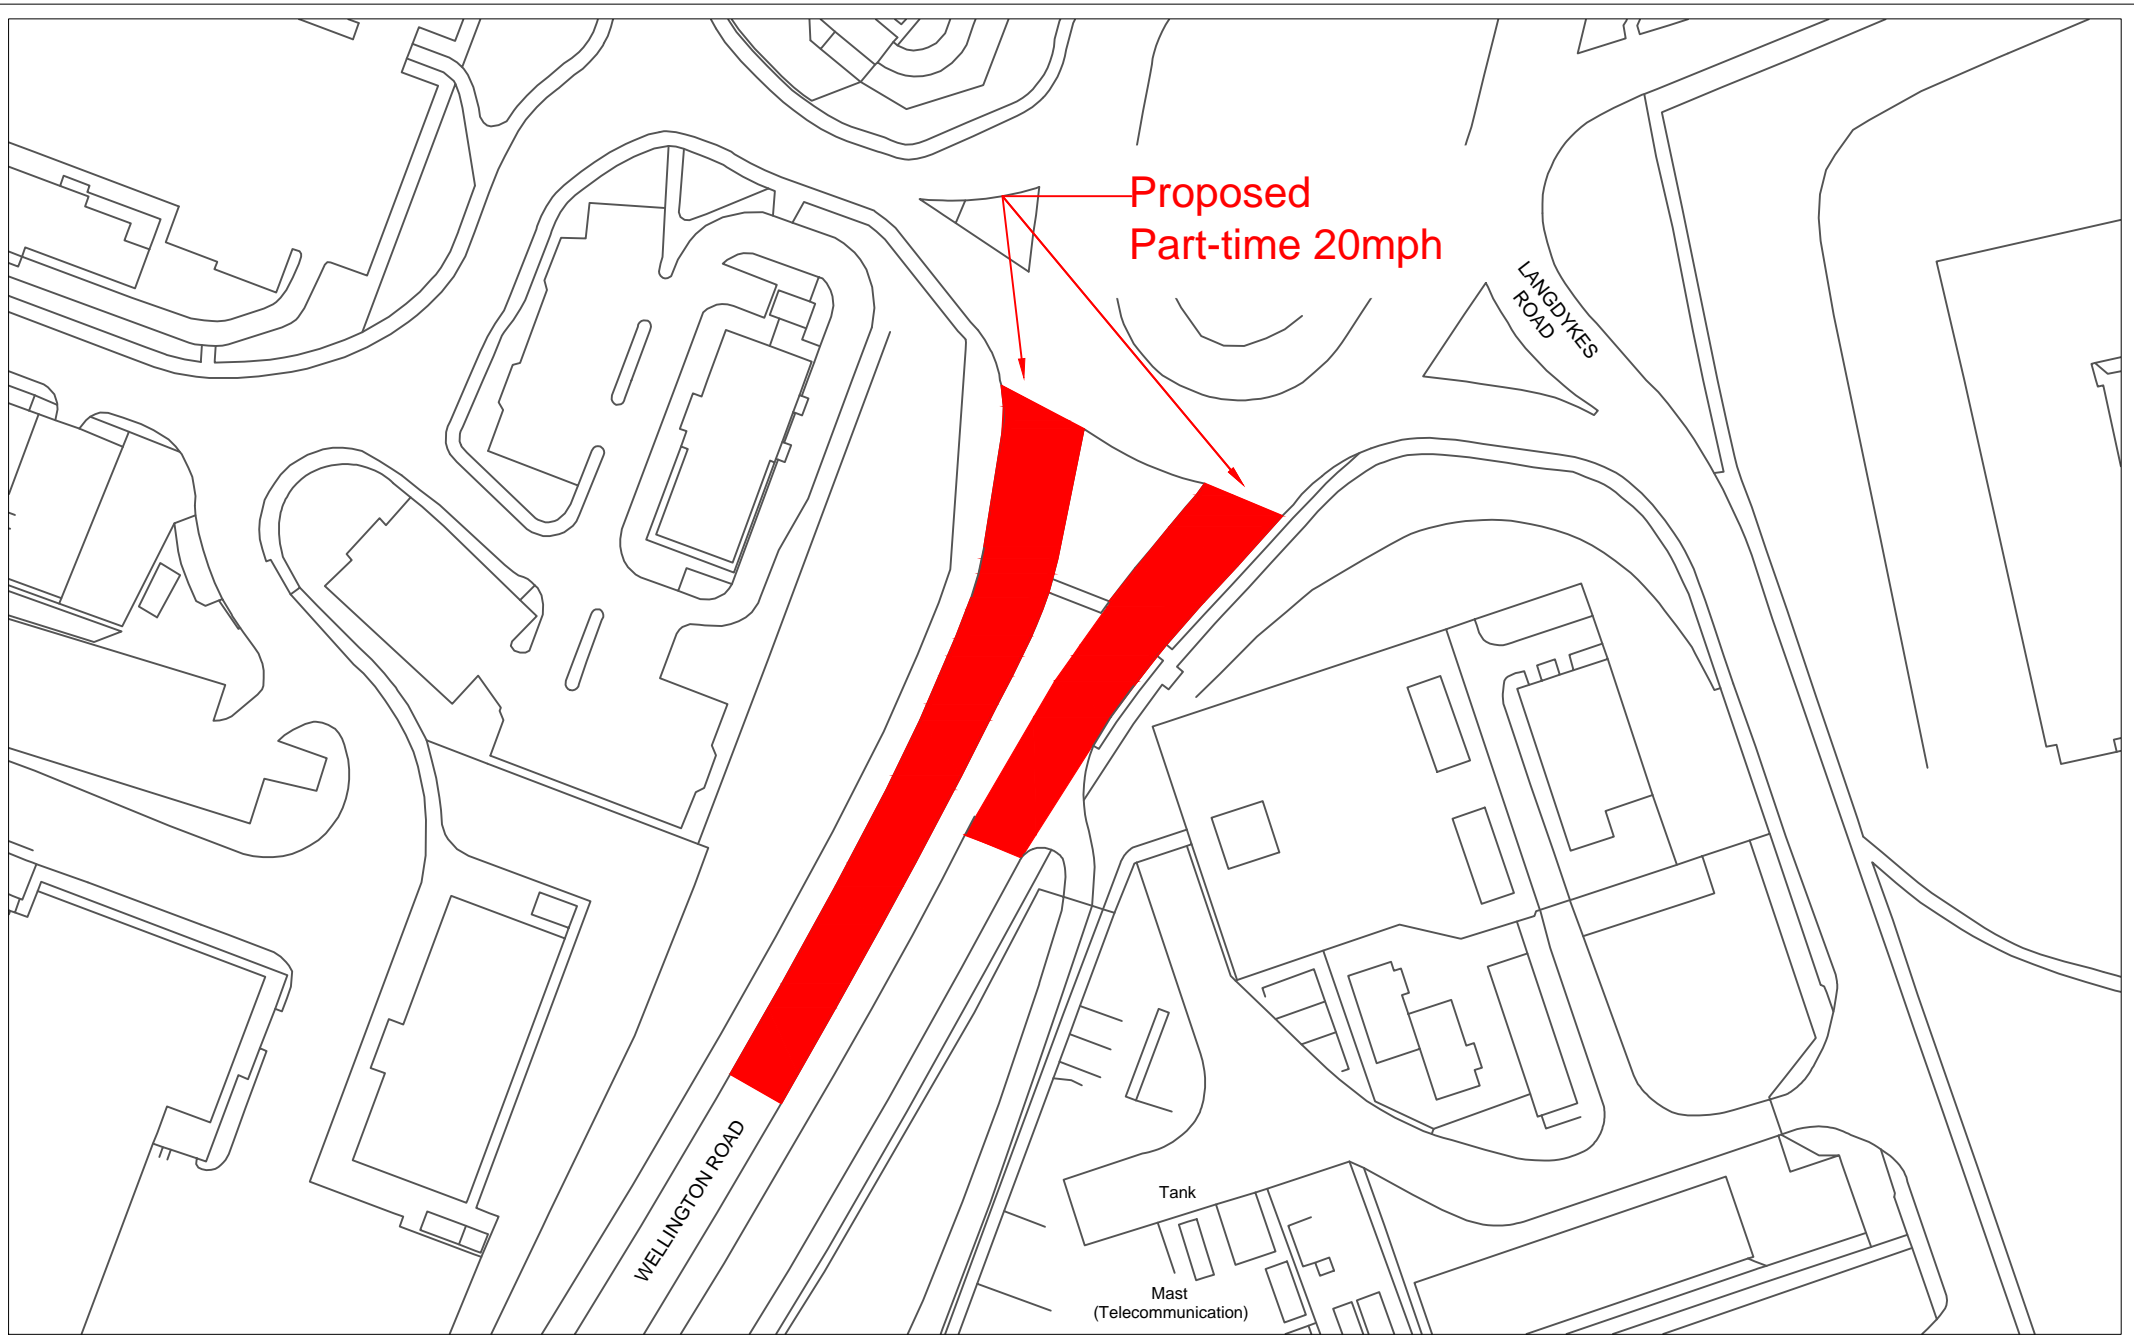 Proposed
Part-time 20mph
LANGDYKES
ROAD
WELLINGTON ROAD
Tank
Mast
(Telecommunication)